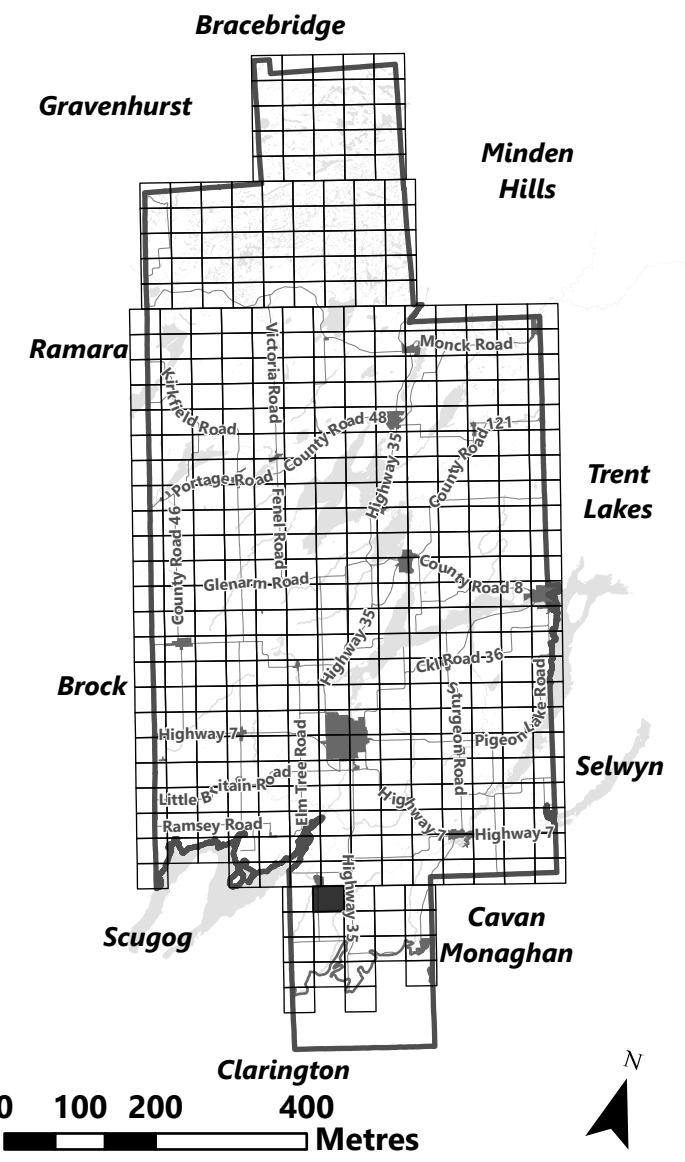 Bracebridge
Gravenhurst
Minden
Hills
Ramara
Victoria Road
Monck Road
Kirkfield Road
County Road 48
Highway 35
County Road 121
Portage Road
Trent
Lakes
Fenel Road
County Road 46
Glenarm Road
County Road 8
Highway 35
Ckl Road 36
Brock
Sturgeon Road
Pigeon Lake Road
Highway 7
Elm Tree Road
Selwyn
Little Britain Road
Highway 7
Ramsey Road
Highway 7
Highway 35
Cavan
Monaghan
Scugog
Clarington
N
0 100 200 400
Metres